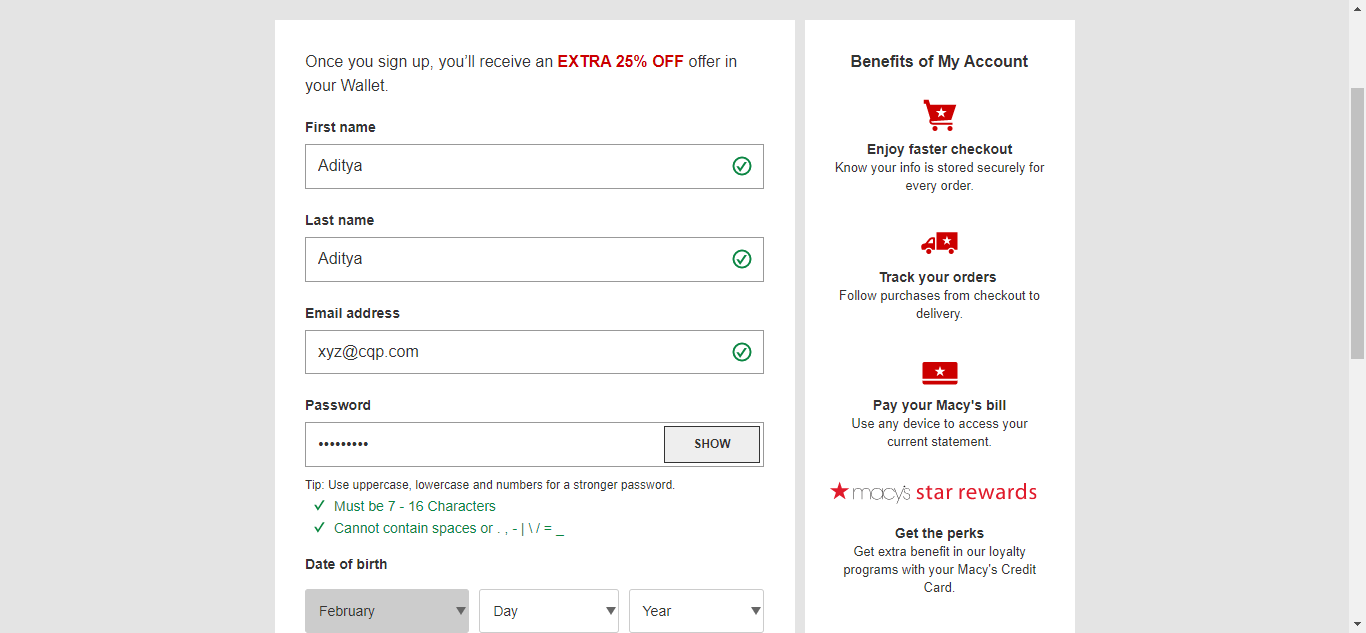 Once you sign up, you’ll receive an EXTRA 25% OFF offer in
your Wallet.
First name
Aditya
Last name
Aditya
Email address
xyz@cqp.com
Password
•••••••••
SHOW
Tip: Use uppercase, lowercase and numbers for a stronger password.
Must be 7 - 16 Characters
Cannot contain spaces or . , - | \ / = _
Date of birth
February
Day
Year
Benefits of My Account
Enjoy faster checkout
Know your info is stored securely for
every order.
Track your orders
Follow purchases from checkout to
delivery.
Pay your Macy's bill
Use any device to access your
current statement.
macy's star rewards
Get the perks
Get extra benefit in our loyalty
programs with your Macy's Credit
Card.